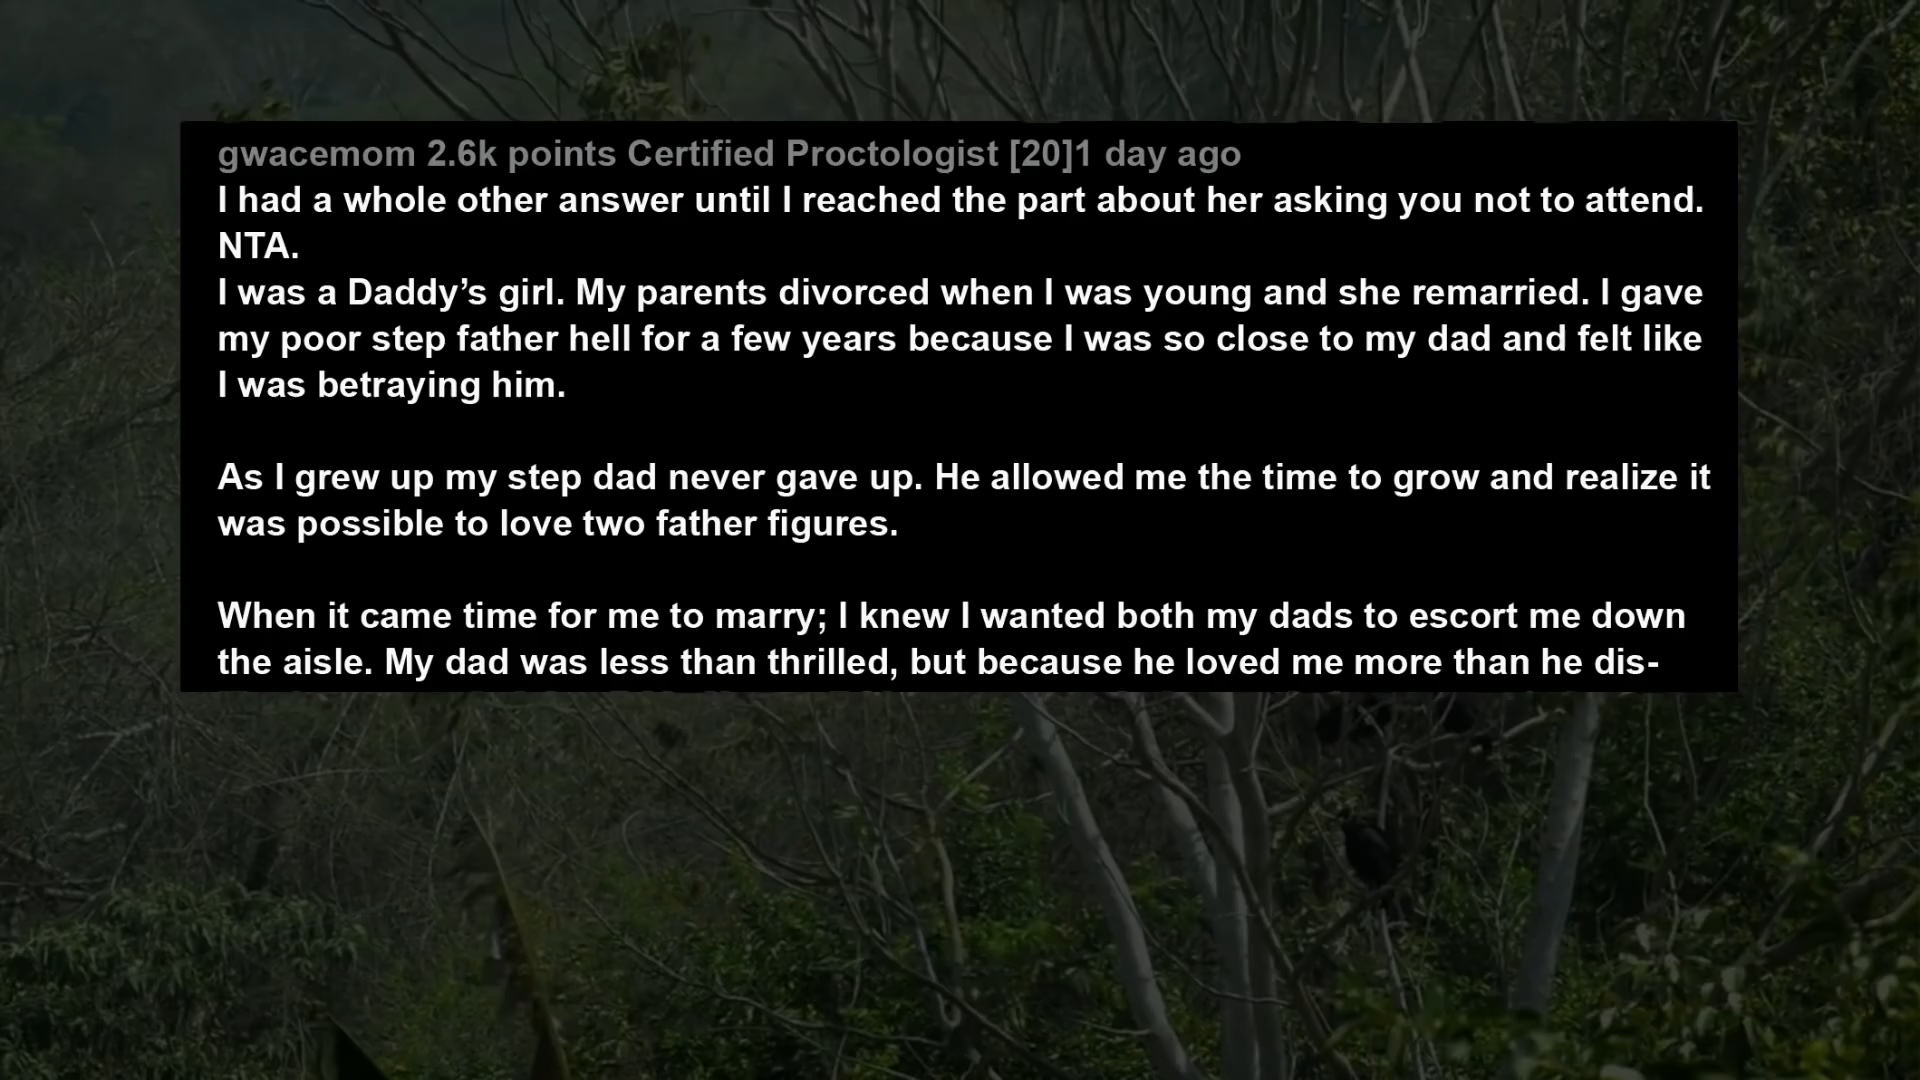 gwacemom 2.6k points Certified Proctologist [20]1 day ago
I had a whole other answer until I reached the part about her asking you not to attend.
NTA.
I was a Daddy’s girl. My parents divorced when I was young and she remarried. I gave
my poor step father hell for a few years because I was so close to my dad and felt like
I was betraying him.
As I grew up my step dad never gave up. He allowed me the time to grow and realize it
was possible to love two father figures.
When it came time for me to marry; I knew I wanted both my dads to escort me down
the aisle. My dad was less than thrilled, but because he loved me more than he dis-